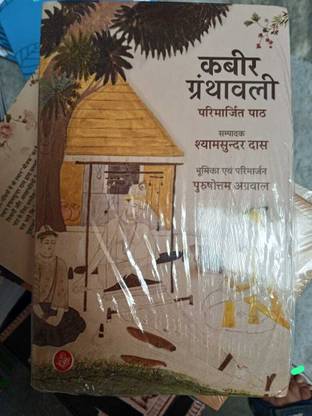 कबीर
ग्रंथावली
परिमार्जित पाठ
सम्पादक
श्यामसुन्दर दास
भूमिका एवं परिमार्जन
पुरुषोत्तम अग्रवाल